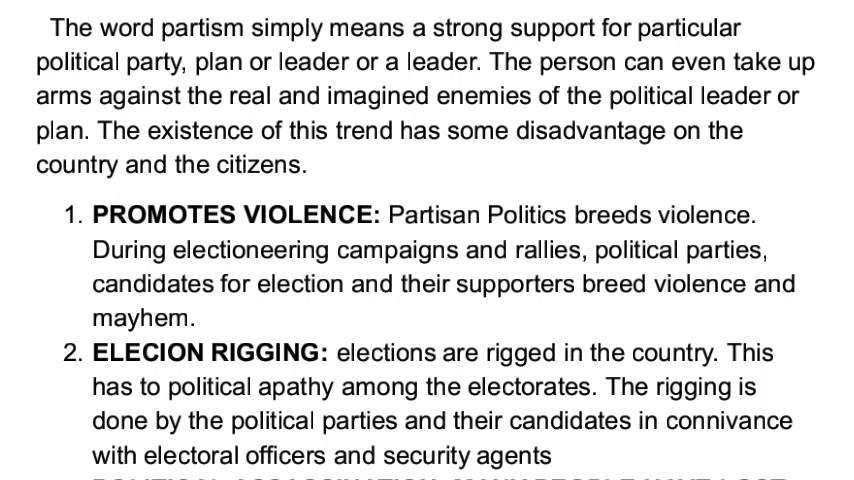 The word partism simply means a strong support for particular
political party, plan or leader or a leader. The person can even take up
arms against the real and imagined enemies of the political leader or
plan. The existence of this trend has some disadvantage on the
country and the citizens.
1. PROMOTES VIOLENCE: Partisan Politics breeds violence.
During electioneering campaigns and rallies, political parties,
candidates for election and their supporters breed violence and
mayhem.
2. ELECION RIGGING: elections are rigged in the country. This
has to political apathy among the electorates. The rigging is
done by the political parties and their candidates in connivance
with electoral officers and security agents